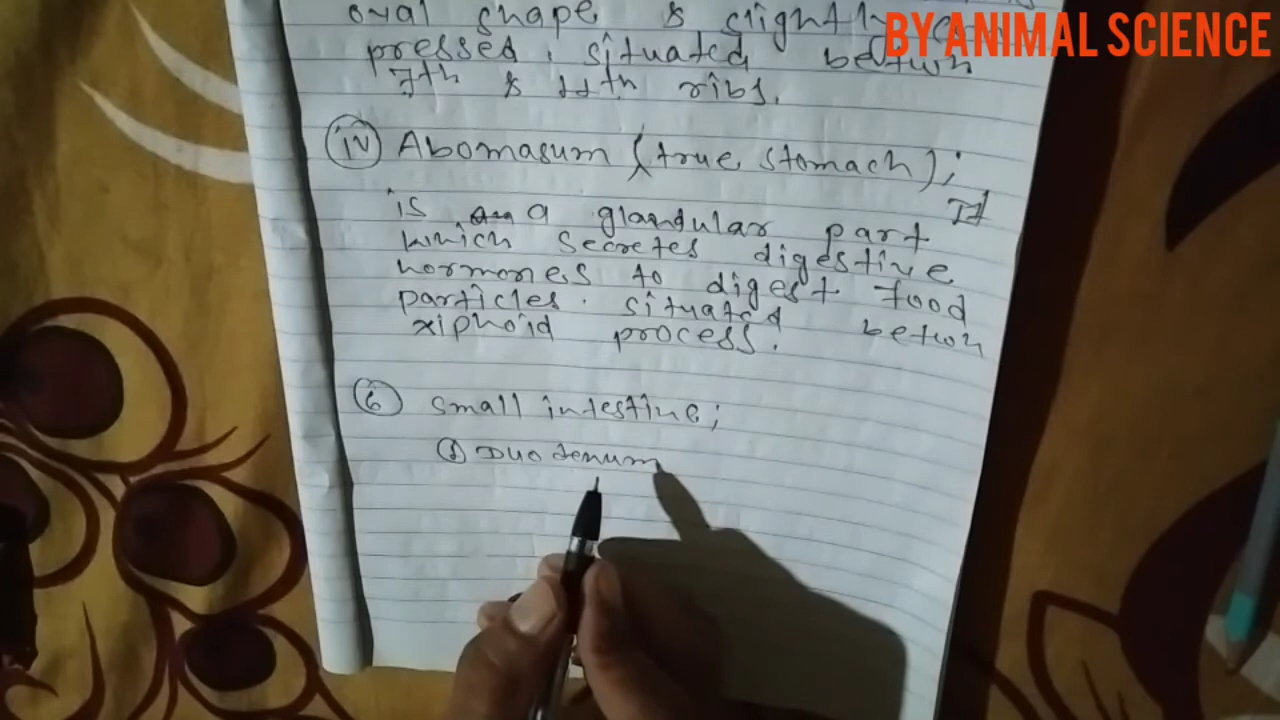 BY ANIMAL SCIENCE
oval shape & slightly
pressed. situated betwn
7th & 11th ribs.
(iv) Abomasum (true stomach); It
is a glandular part
which secretes digestive
hormones to digest food
particles. situated betwn
xiphoid process.
(6) Small intestine;
(1) Duodenum